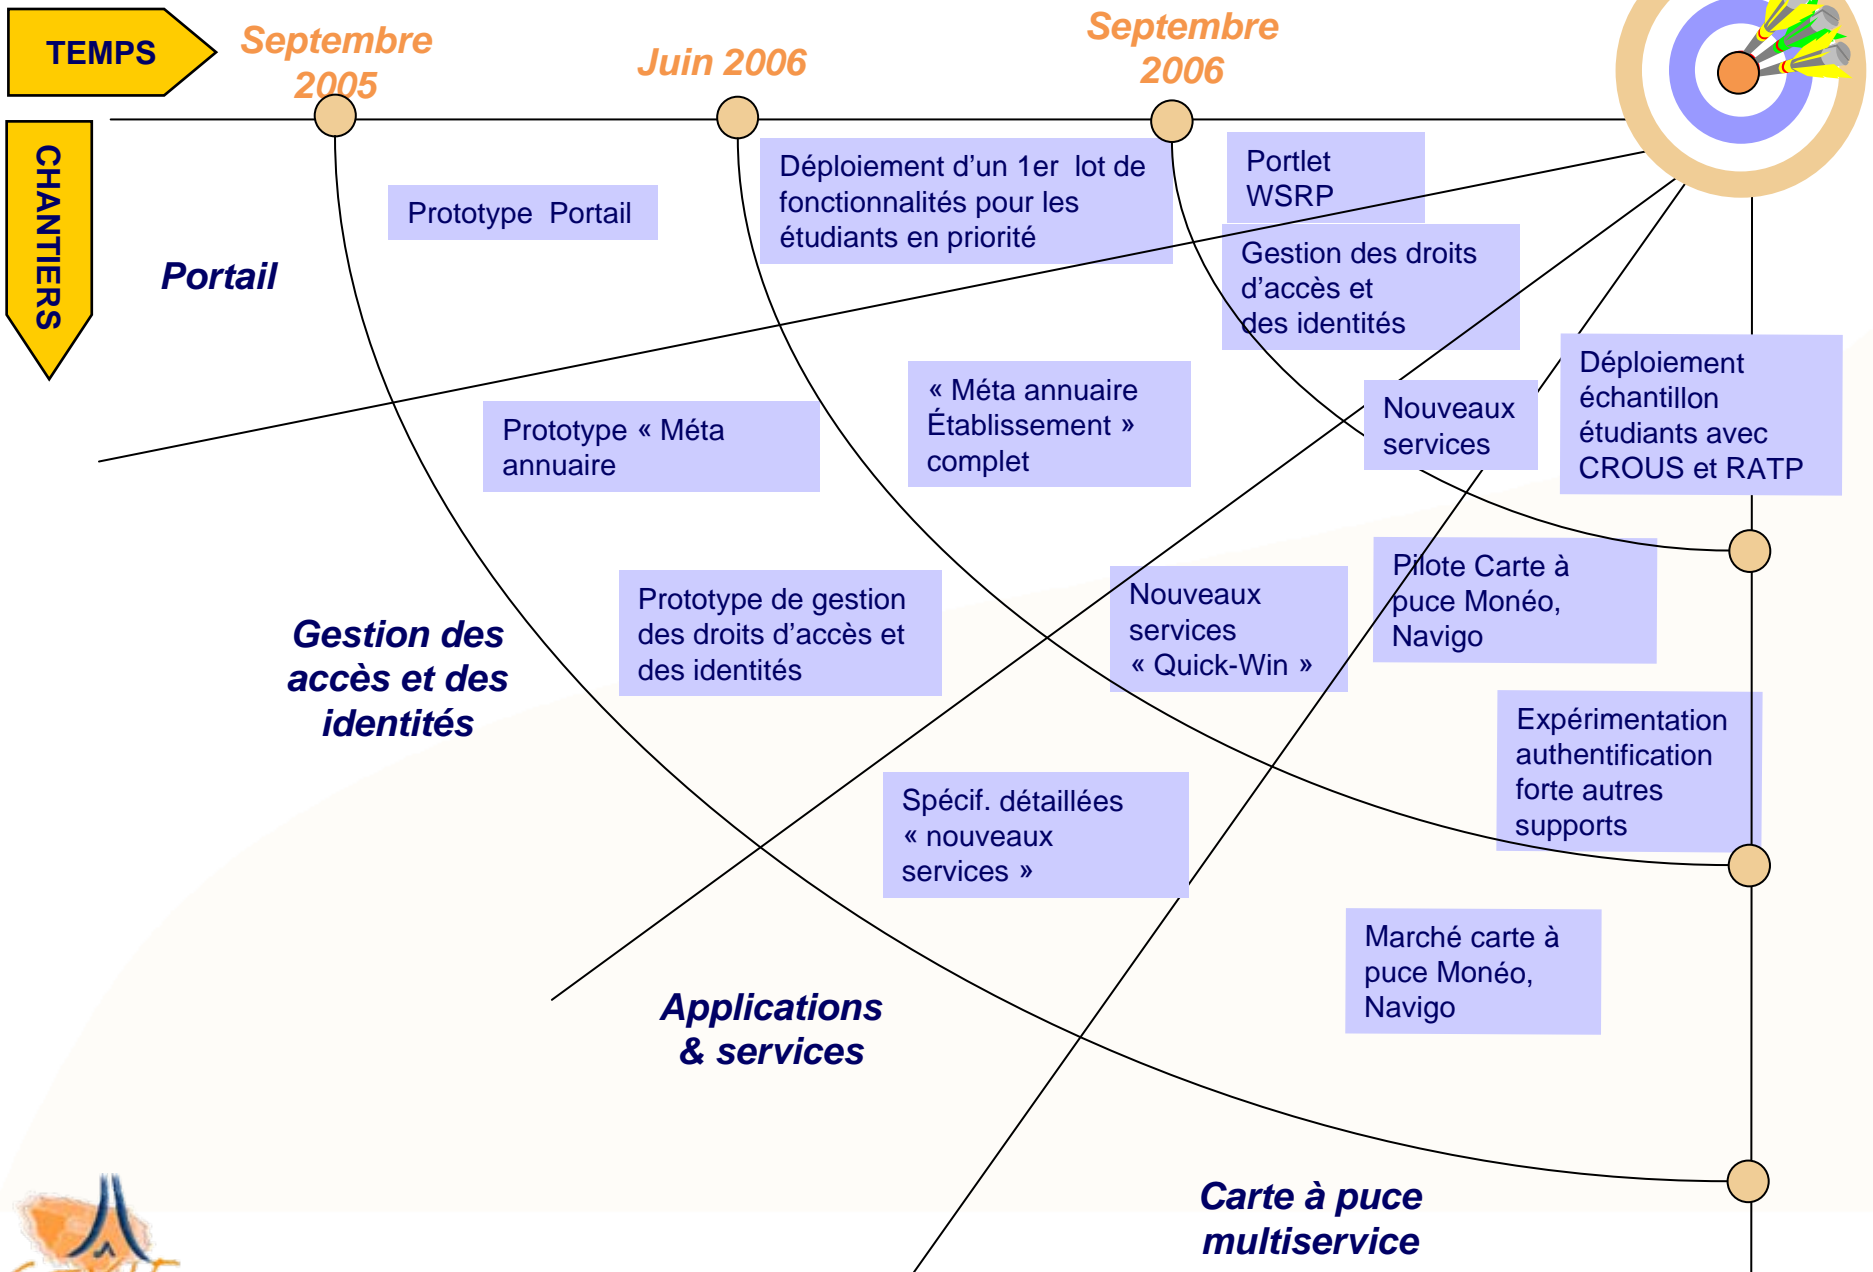 TEMPS
Septembre
2005
Juin 2006
Septembre
2006
CHANTIERS
Portail
Prototype Portail
Déploiement d'un 1er lot de
fonctionnalités pour les
étudiants en priorité
Portlet
WSRP
Gestion des droits
d'accès et
des identités
Gestion des
accès et des
identités
Prototype « Méta
annuaire
« Méta annuaire
Établissement »
complet
Prototype de gestion
des droits d'accès et
des identités
Nouveaux
services
Déploiement
échantillon
étudiants avec
CROUS et RATP
Nouveaux
services
« Quick-Win »
Pilote Carte à
puce Monéo,
Navigo
Expérimentation
authentification
forte autres
supports
Spécif. détaillées
« nouveaux
services »
Marché carte à
puce Monéo,
Navigo
Applications
& services
Carte à puce
multiservice